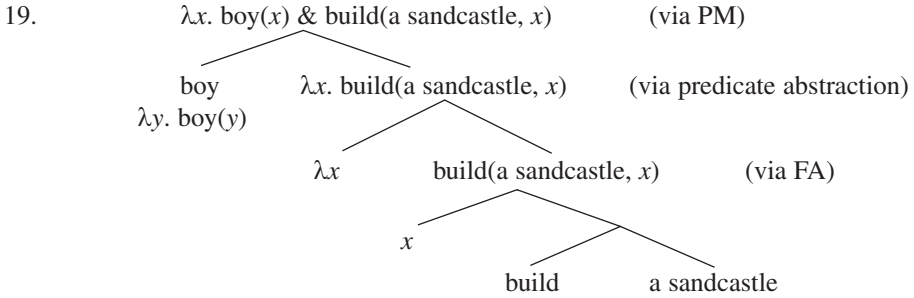 19. λx. boy(x) & build(a sandcastle, x) (via PM)
boy λx. build(a sandcastle, x) (via predicate abstraction)
λy. boy(y)
λx build(a sandcastle, x) (via FA)
x
build a sandcastle